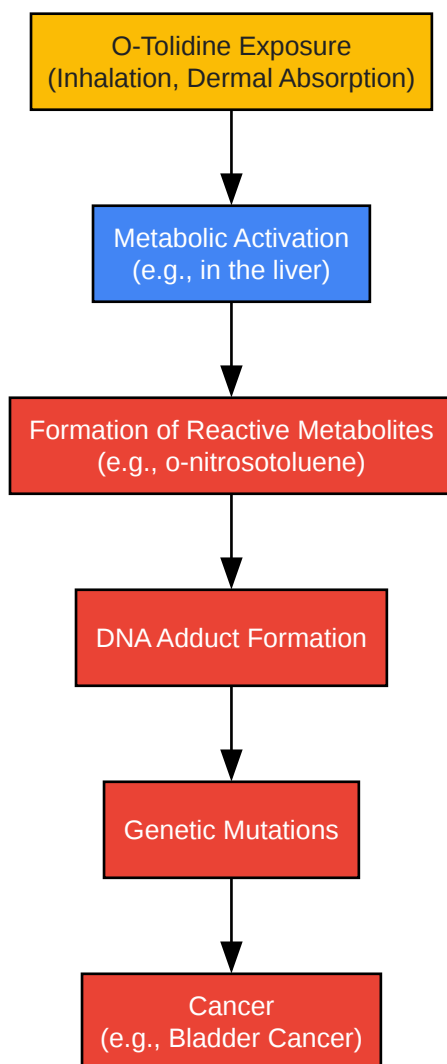 O-Tolidine Exposure
(Inhalation, Dermal Absorption)
Metabolic Activation
(e.g., in the liver)
Formation of Reactive Metabolites
(e.g., o-nitrosotoluene)
DNA Adduct Formation
Genetic Mutations
Cancer
(e.g., Bladder Cancer)